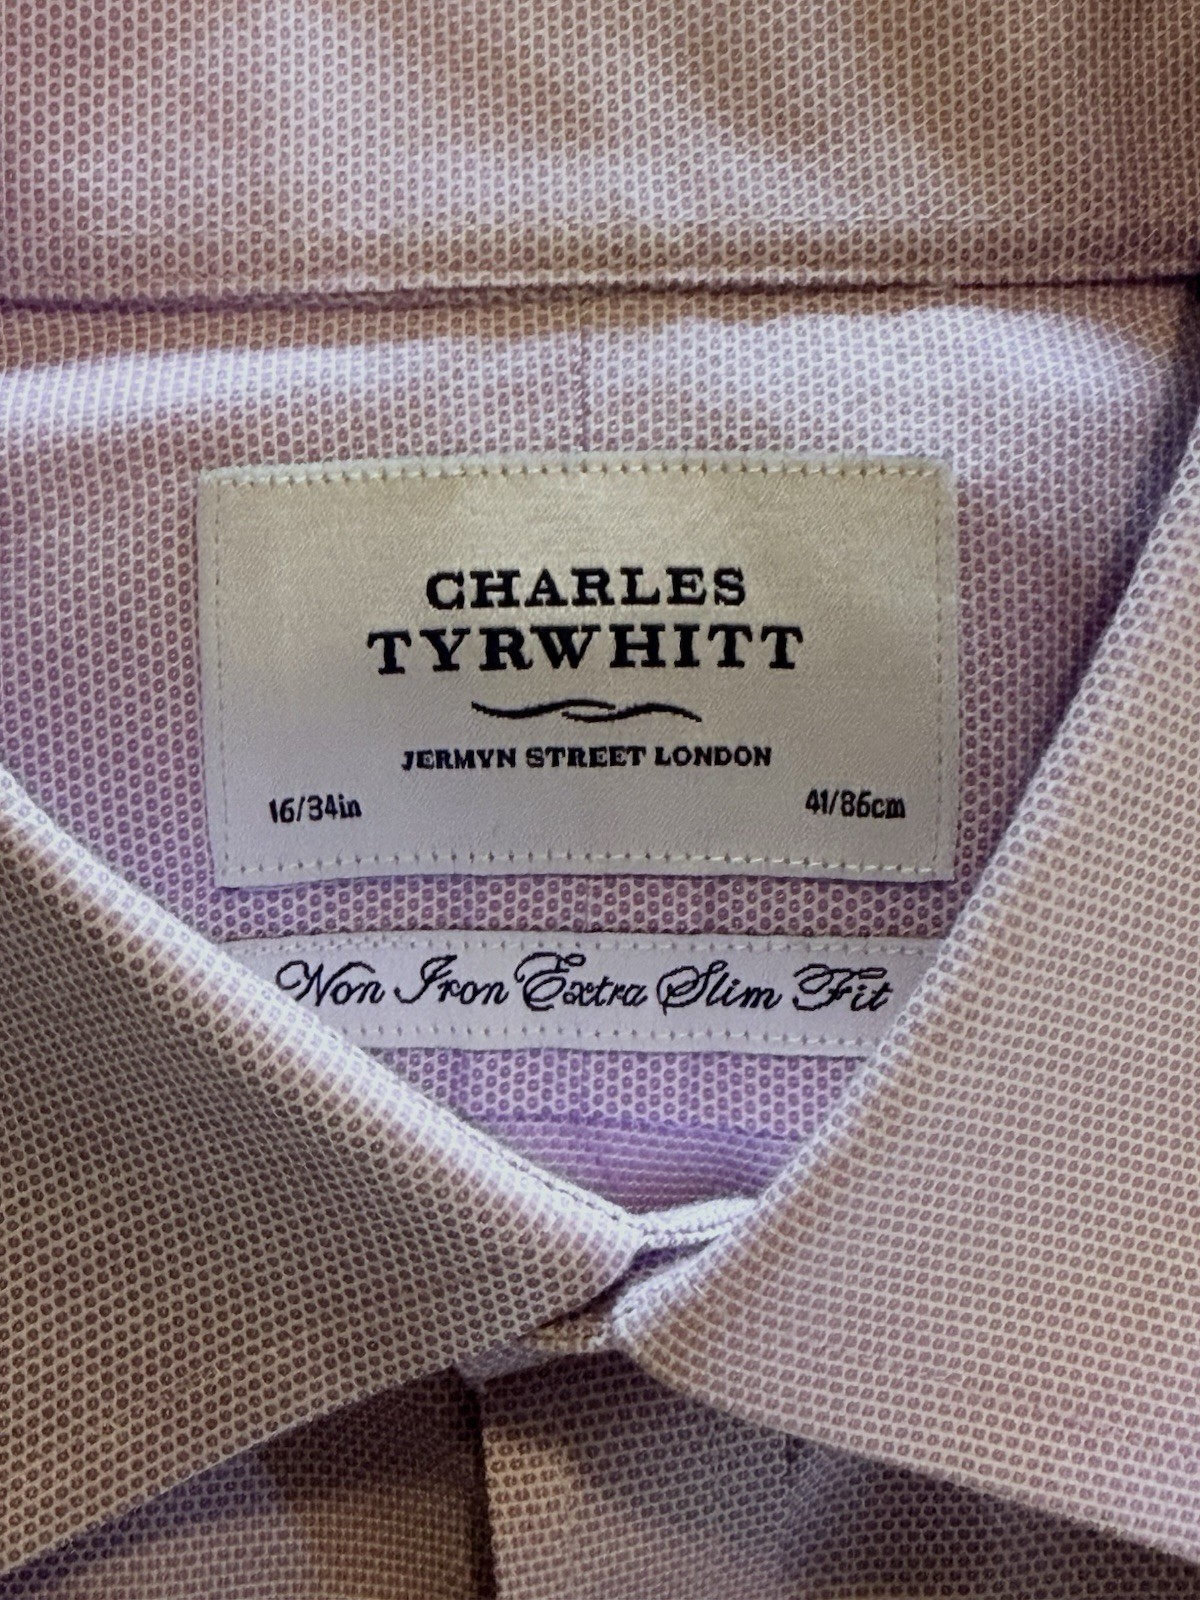 CHARLES
TYRWHITT
JERMYN STREET LONDON
16/34in 41/86cm
Non Iron Extra Slim Fit